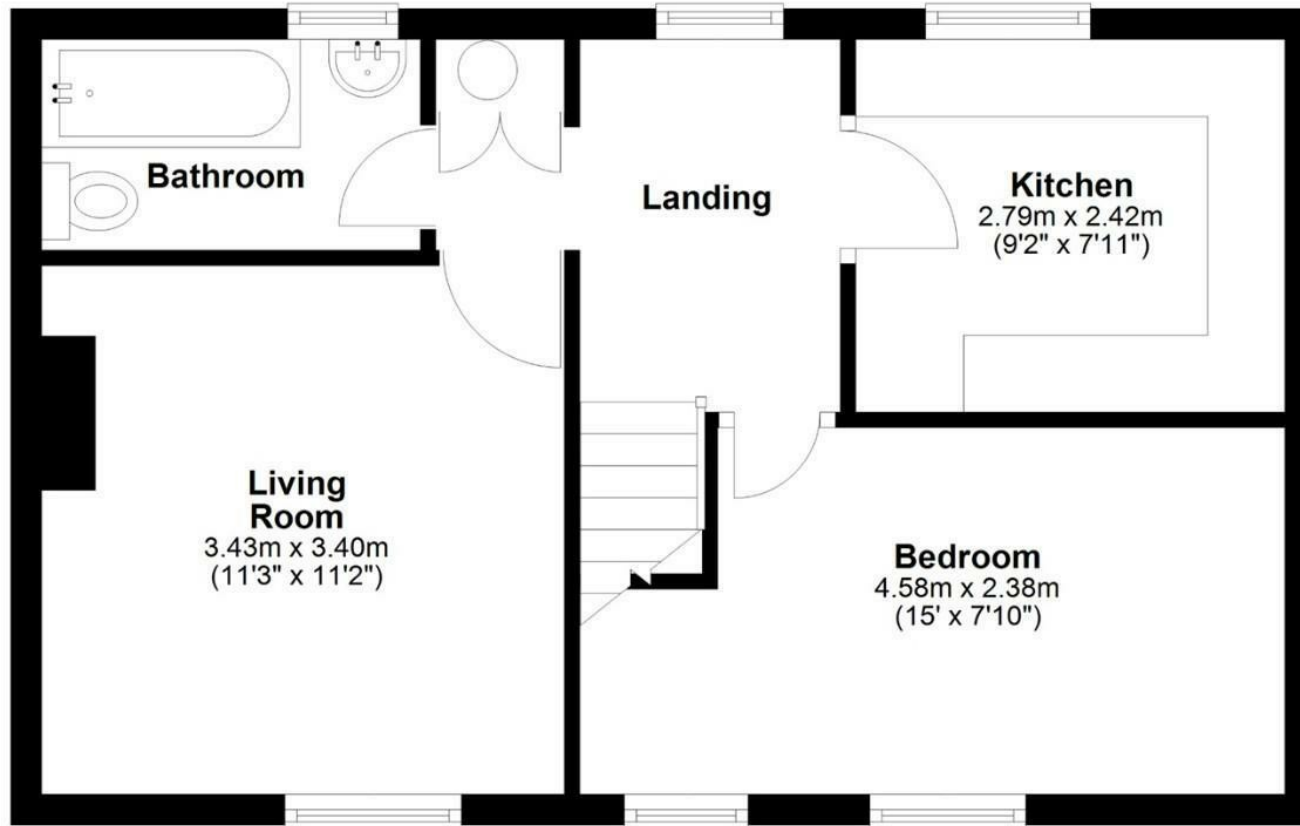 Bathroom
Landing
Kitchen
2.79m x 2.42m
(9'2" x 7'11")
Living
Room
3.43m x 3.40m
(11'3" x 11'2")
Bedroom
4.58m x 2.38m
(15' x 7'10")